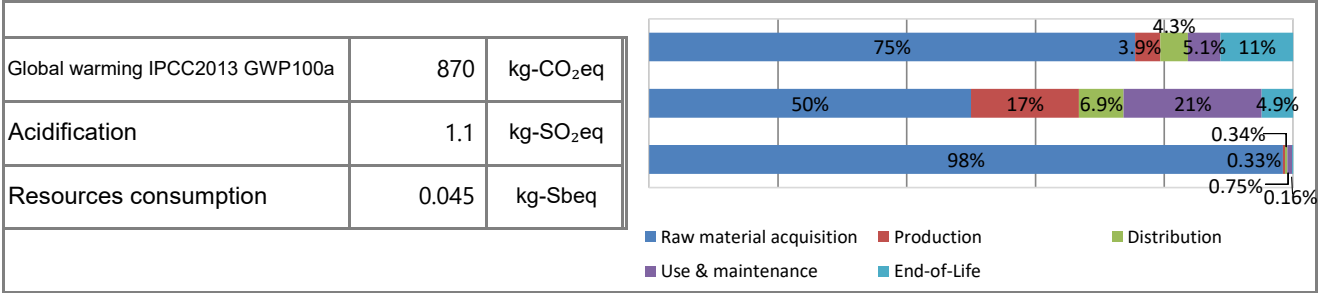 Global warming IPCC2013 GWP100a 870 kg-CO₂eq
Acidification 1.1 kg-SO₂eq
Resources consumption 0.045 kg-Sbeq
4.3%
75% 3.9% 5.1% 11%
50% 17% 6.9% 21% 4.9%
0.34%
98% 0.33%
0.75%
0.16%
Raw material acquisition Production Distribution
Use & maintenance End-of-Life